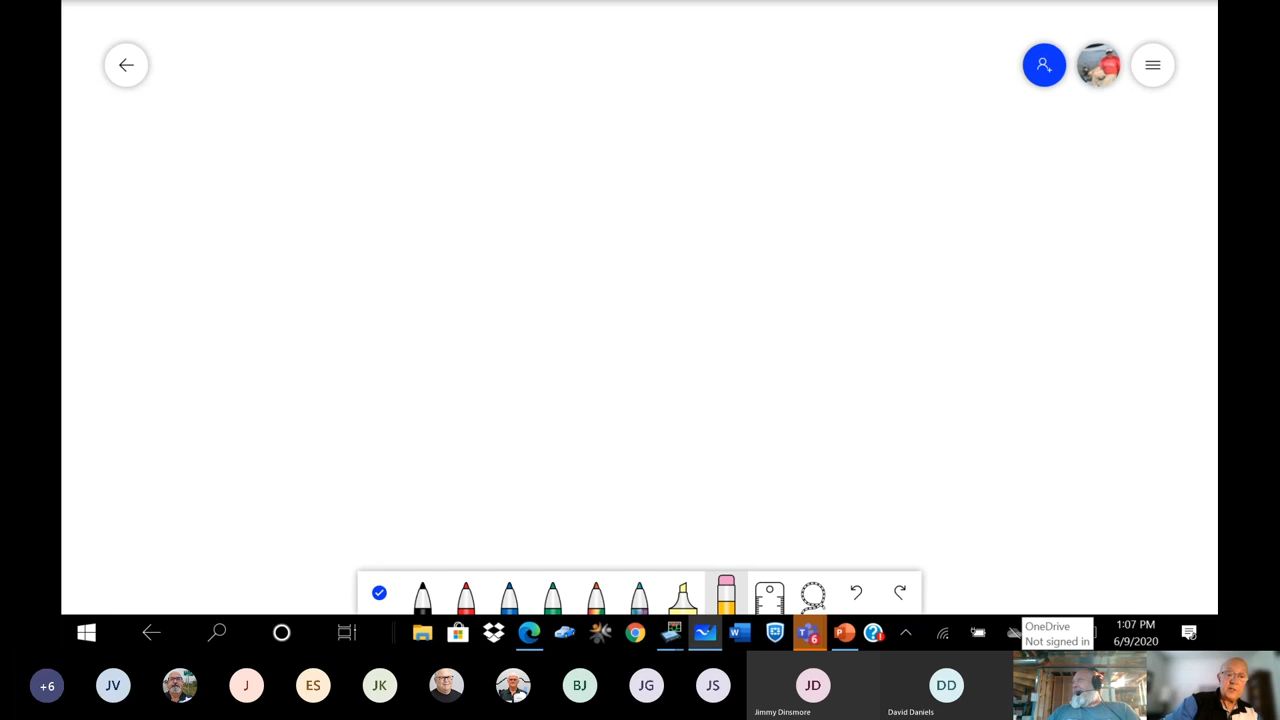 OneDrive
Not signed in
1:07 PM
6/9/2020
6
+6
JV
J
ES
JK
BJ
JG
JS
JD
Jimmy Dinsmore
DD
David Daniels